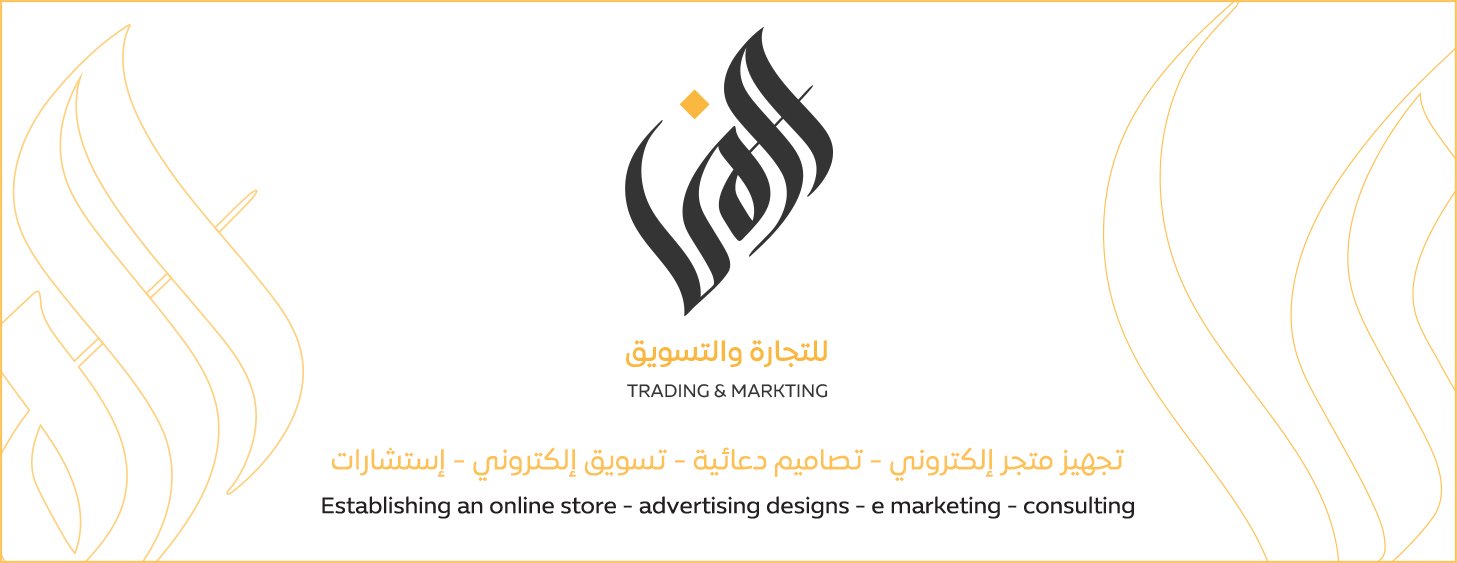 للتجارة والتسويق
TRADING & MARKTING
تجهيز متجر إلكتروني - تصاميم دعائية - تسويق إلكتروني - إستشارات
Establishing an online store - advertising designs - e marketing - consulting